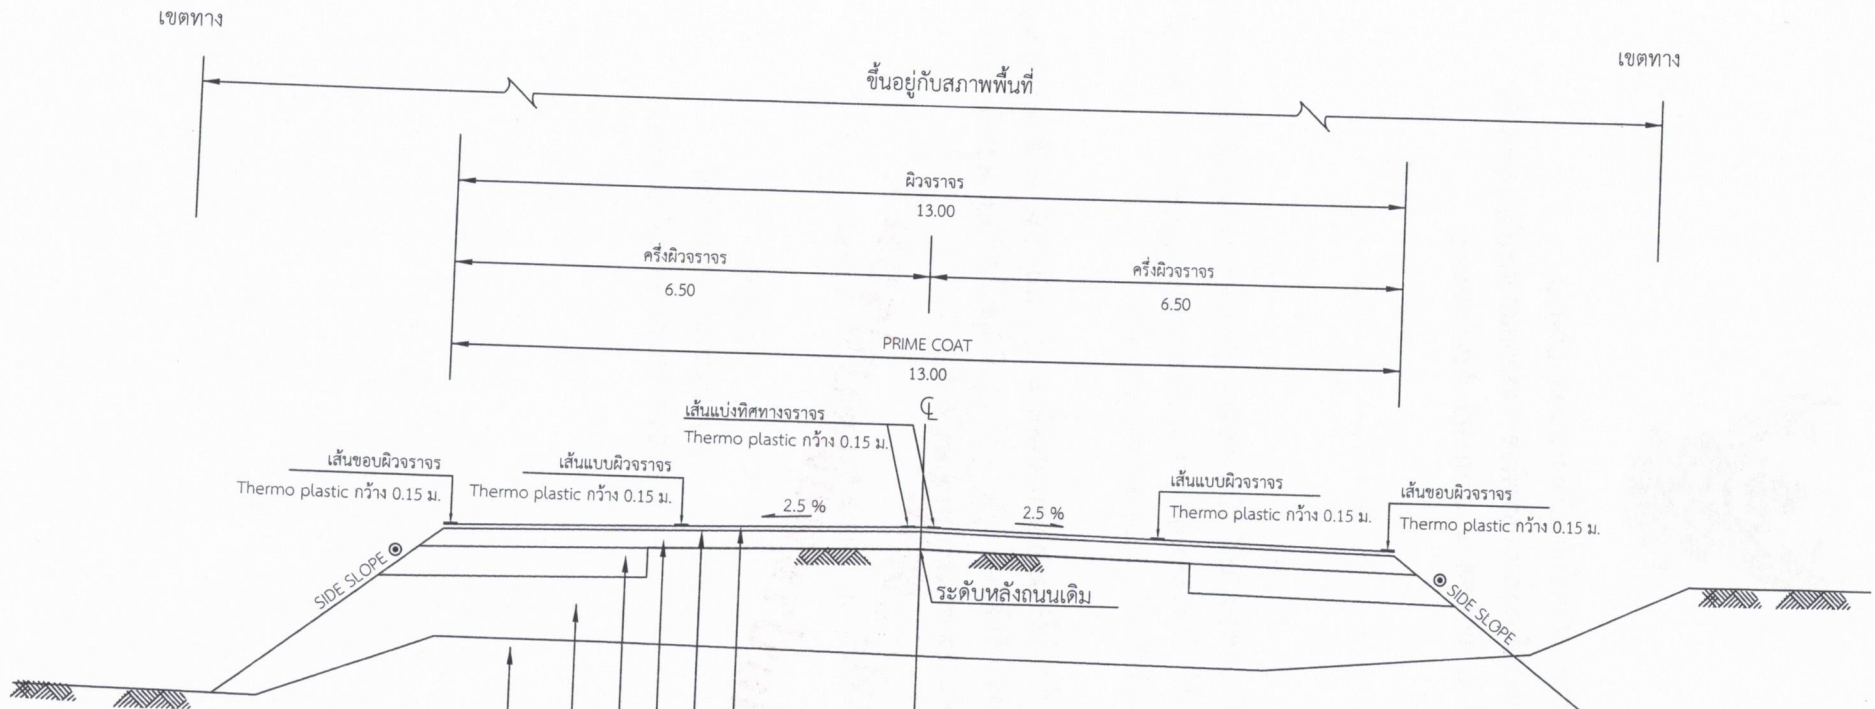 เขตทาง
เขตทาง
ขึ้นอยู่กับสภาพพื้นที่
ผิวจราจร
13.00
ครึ่งผิวจราจร
6.50
ครึ่งผิวจราจร
6.50
PRIME COAT
13.00
เส้นแบ่งทิศทางจราจร
Thermo plastic กว้าง 0.15 ม.
CL
เส้นขอบผิวจราจร
Thermo plastic กว้าง 0.15 ม.
เส้นแบบผิวจราจร
Thermo plastic กว้าง 0.15 ม.
2.5 %
2.5 %
เส้นแบบผิวจราจร
Thermo plastic กว้าง 0.15 ม.
เส้นขอบผิวจราจร
Thermo plastic กว้าง 0.15 ม.
SIDE SLOPE
ระดับหลังถนนเดิม
SIDE SLOPE